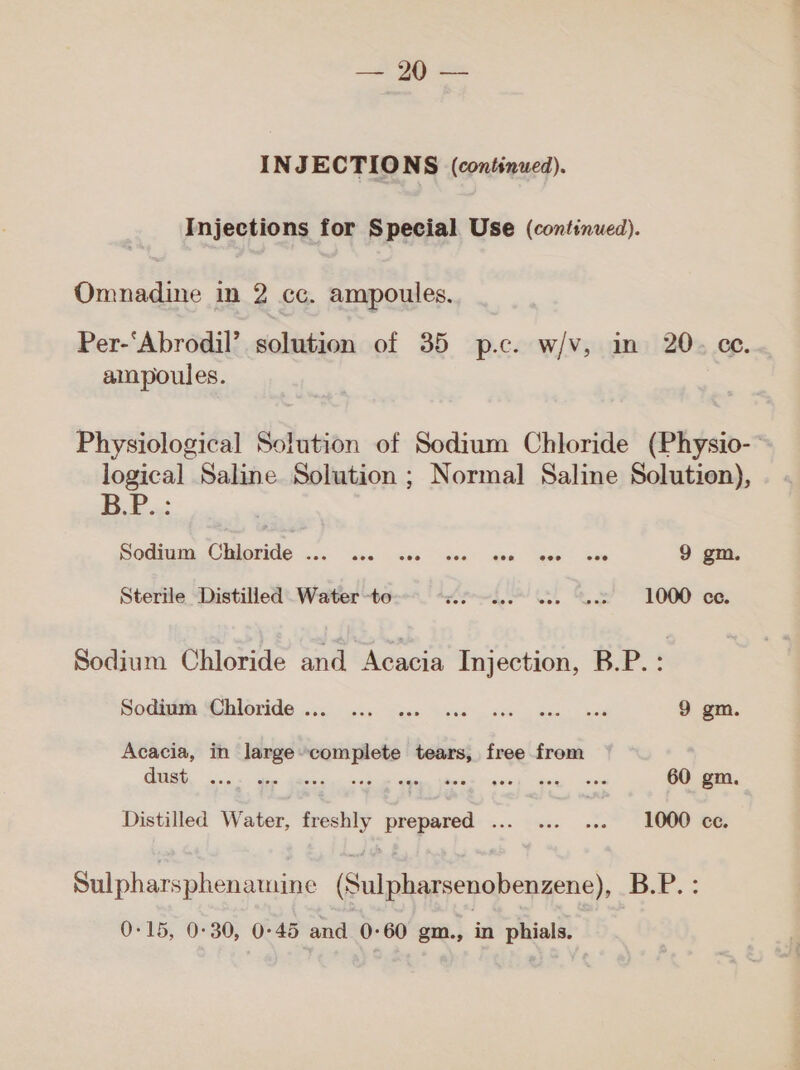 — 20 —
INJECTIONS (continued).
Injections for Special Use (continued).
Omnadine in 2 cc. ampoules.
Per-‘Abrodil’ solution of 35 p.c. w/v, in 20 cc.
ampoules.
Physiological Solution of Sodium Chloride (Physio-
logical Saline Solution ; Normal Saline Solution),
B.P. :
Sodium Chloride ... ... ... ... ... ... ... 9 gm.
Sterile Distilled Water to ... ... ... ... 1000 cc.
Sodium Chloride and Acacia Injection, B.P. :
Sodium Chloride ... ... ... ... ... ... ... 9 gm.
Acacia, in large complete tears, free from
dust ... ... ... ... ... ... ... ... ... 60 gm.
Distilled Water, freshly prepared ... ... ... 1000 cc.
Sulpharsphenamine (Sulpharsenobenzene), B.P. :
0·15, 0·30, 0·45 and 0·60 gm., in phials.